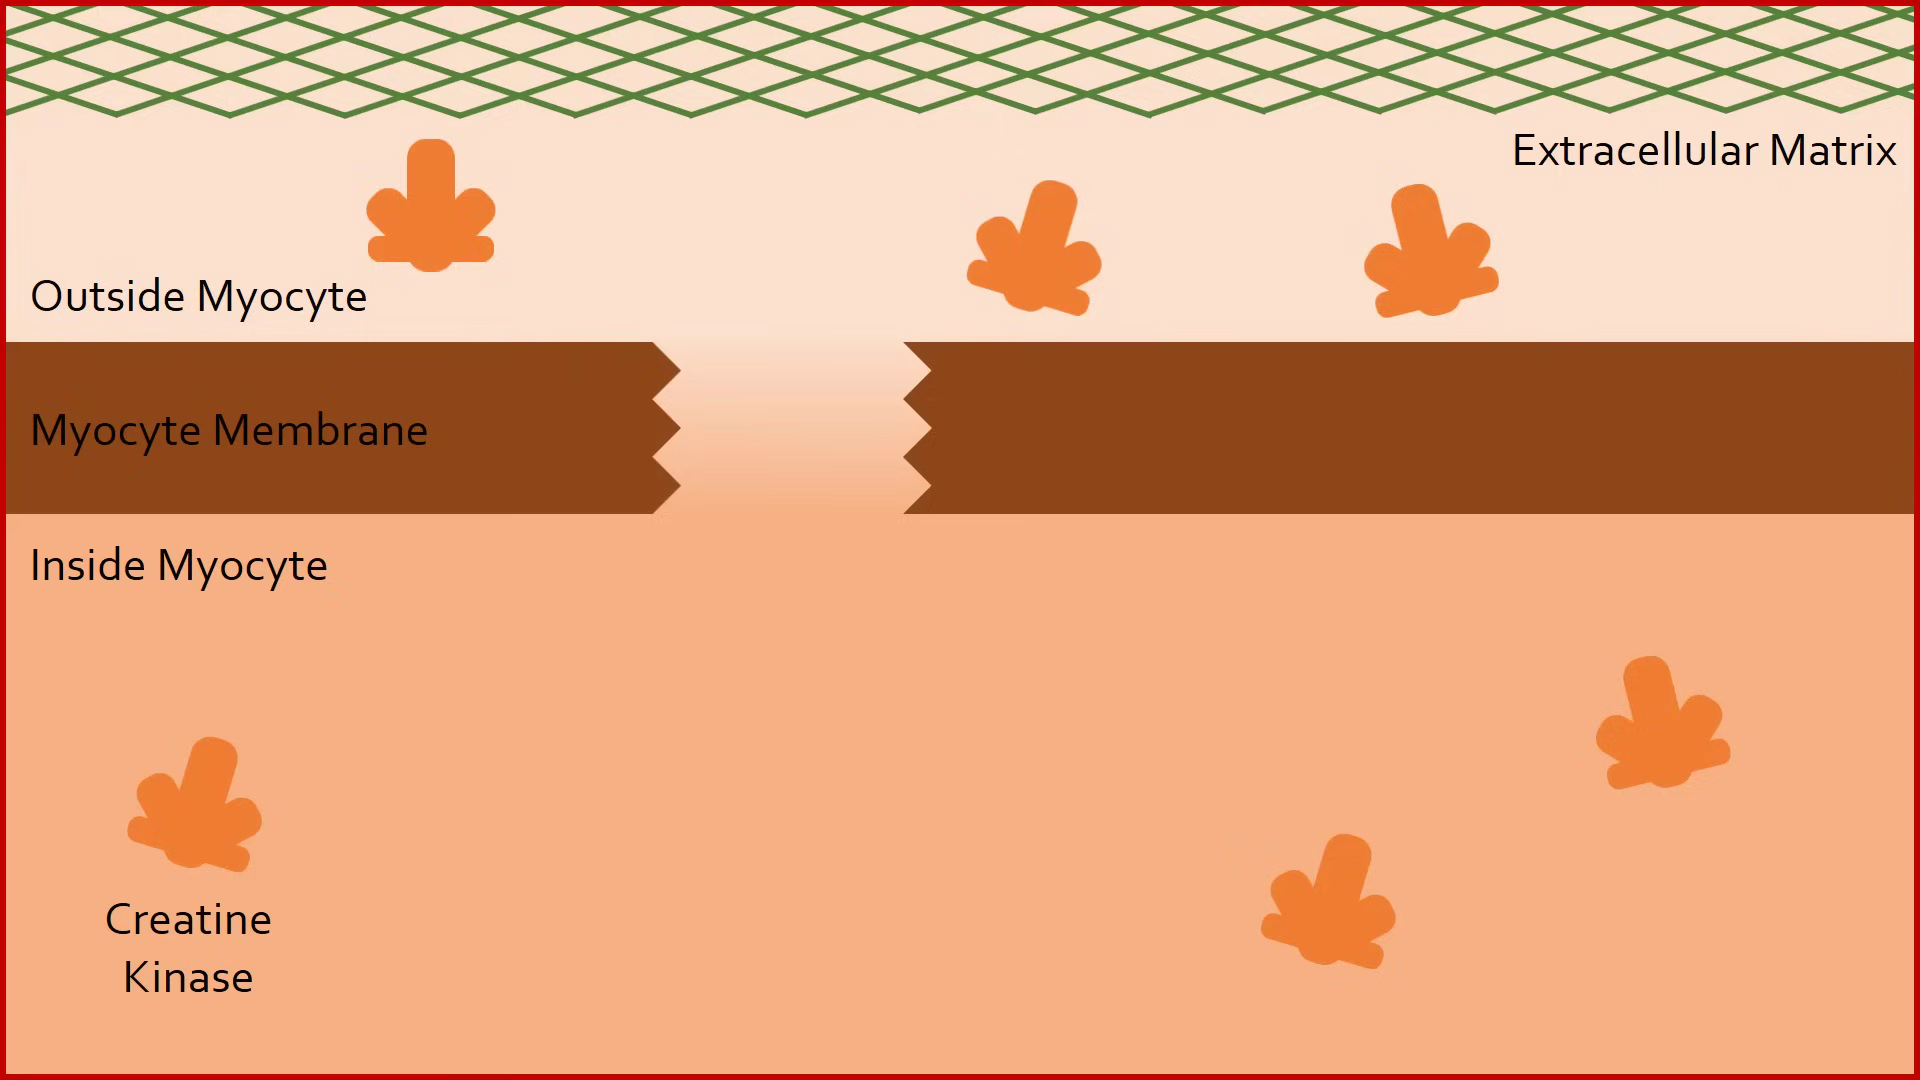 Extracellular Matrix
Outside Myocyte
Myocyte Membrane
Inside Myocyte
Creatine
Kinase